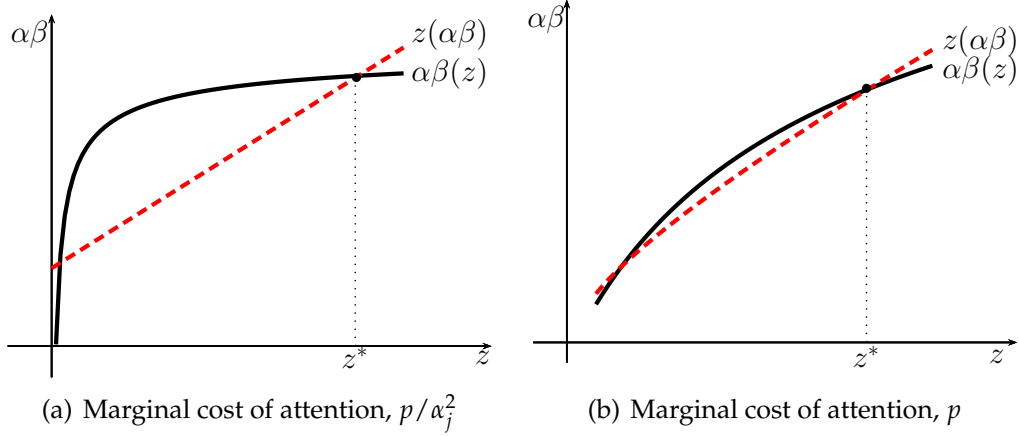 αβ
z(αβ)
αβ(z)
z*
z
(a) Marginal cost of attention, p/α_j^2
αβ
z(αβ)
αβ(z)
z*
z
(b) Marginal cost of attention, p